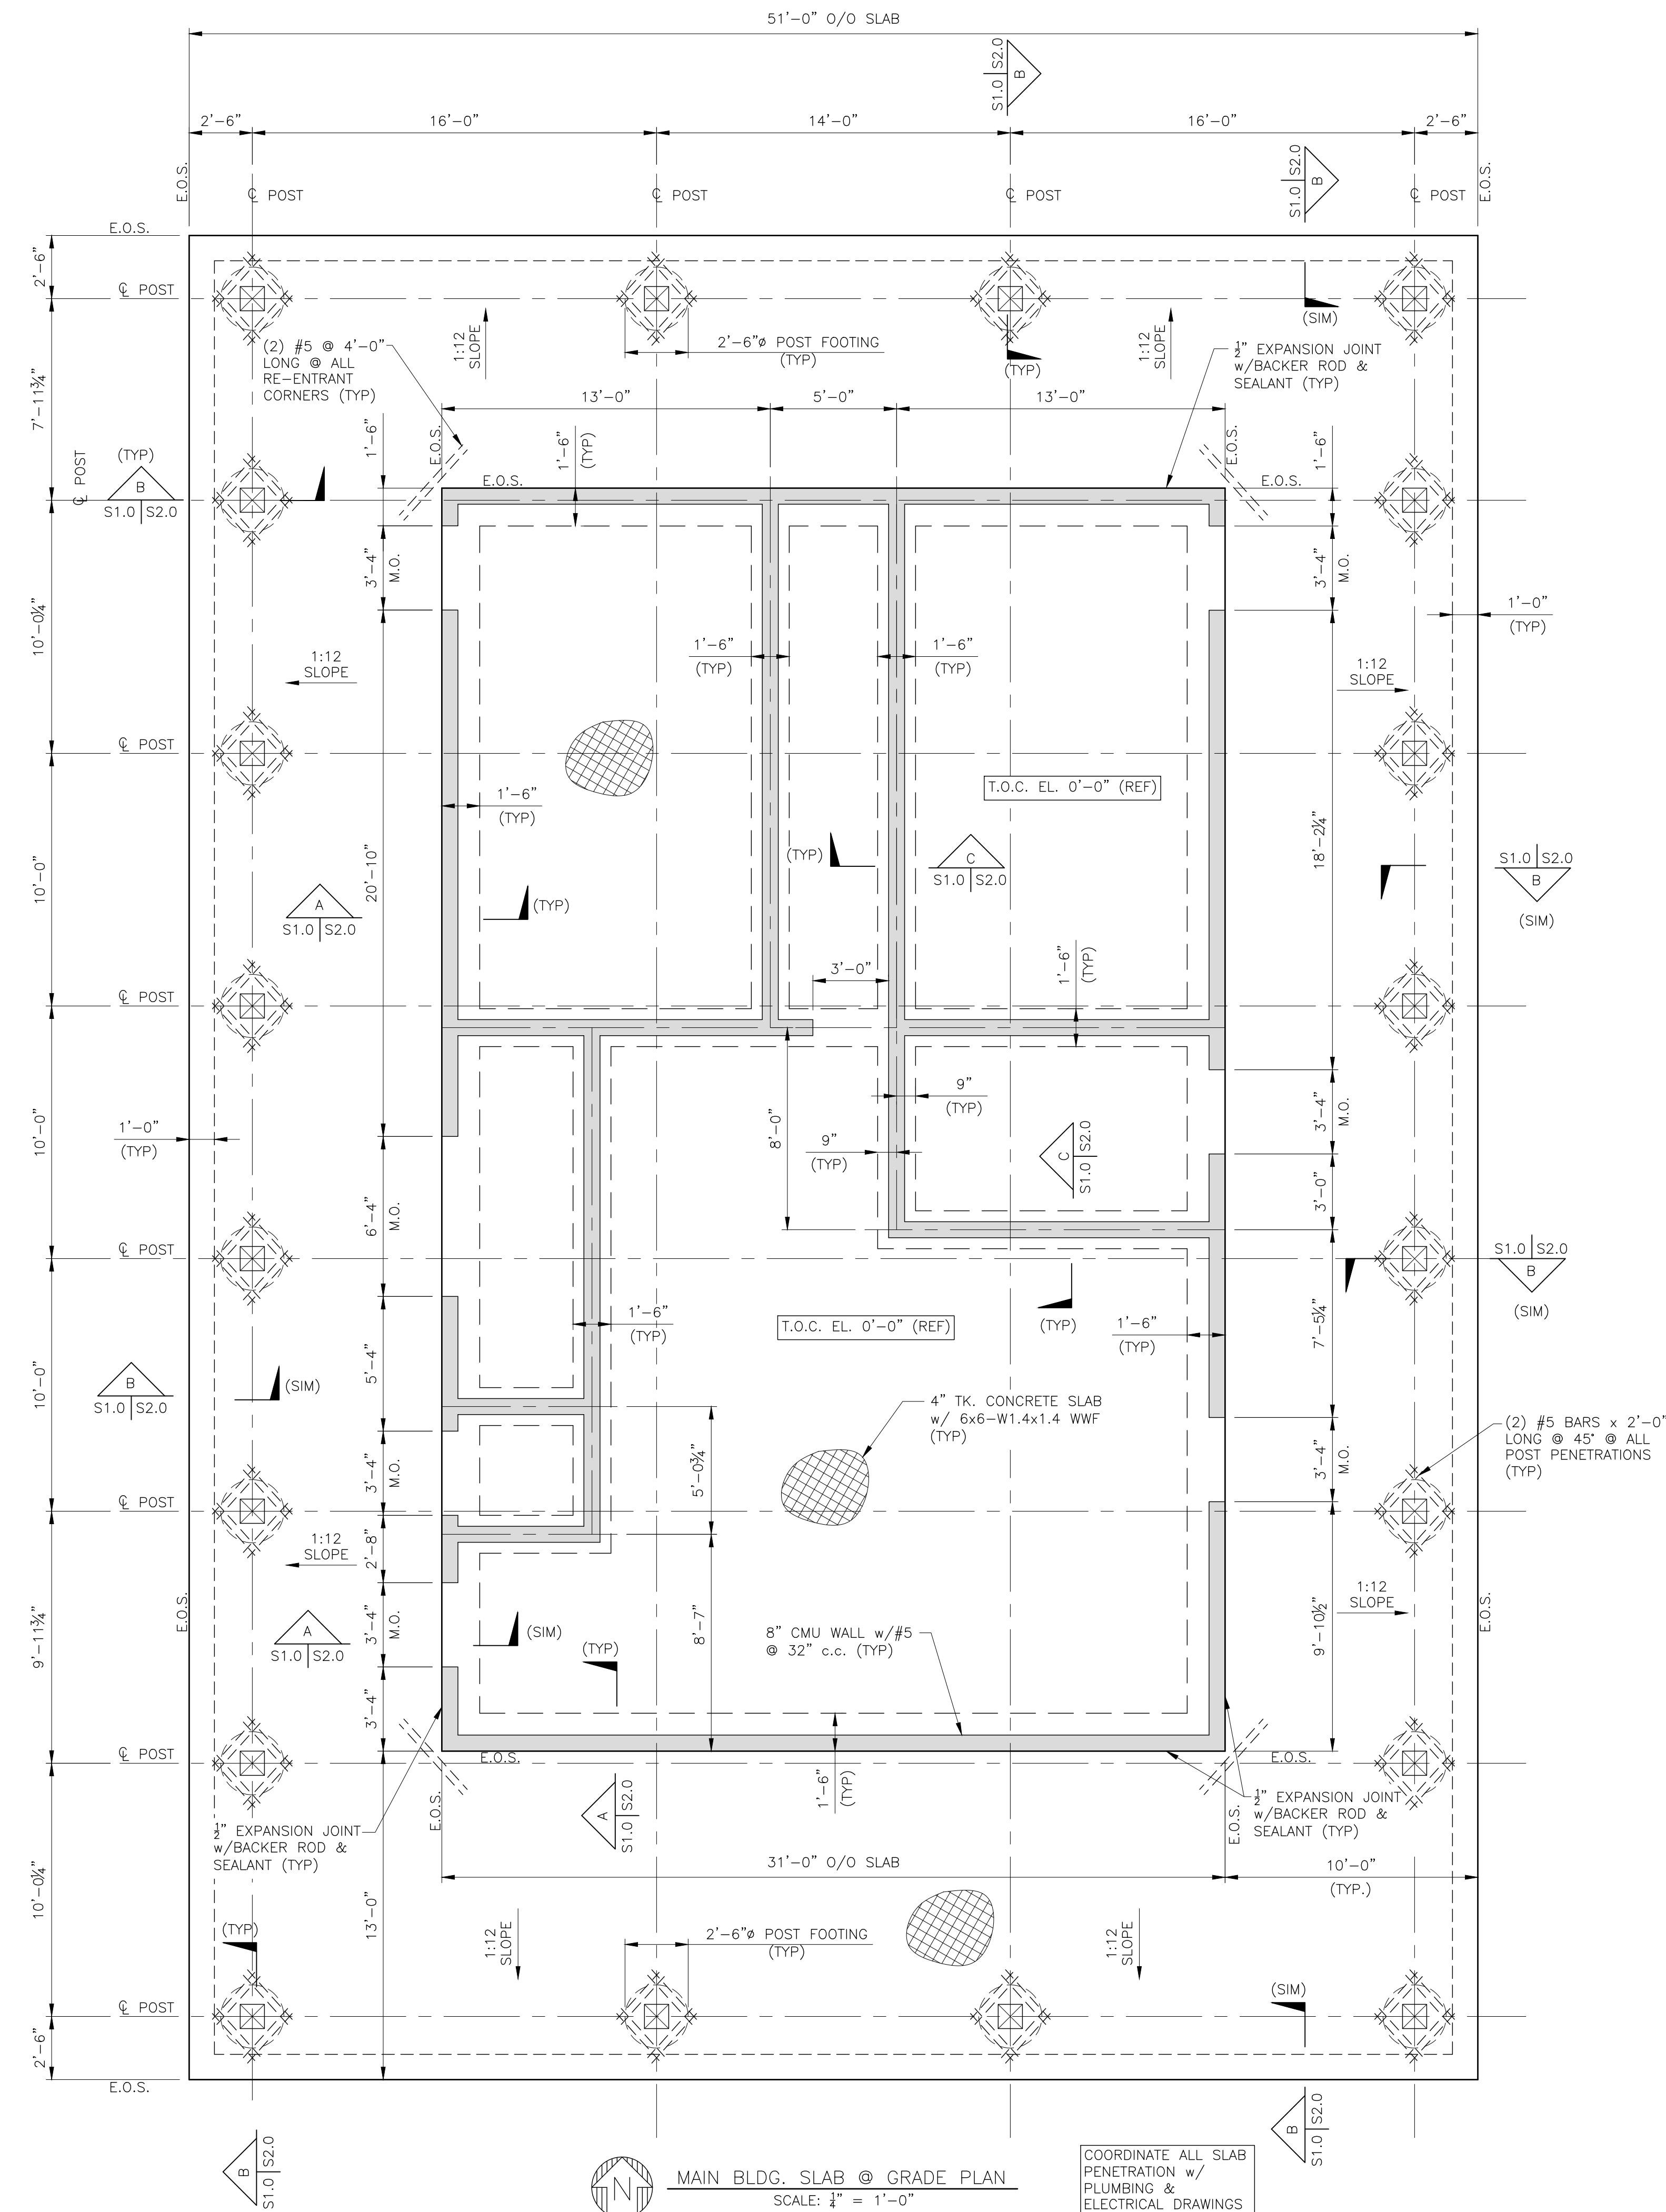 51'-0" O/O SLAB
S1.0 S2.0
B
2'-6"
16'-0"
14'-0"
16'-0"
2'-6"
S1.0 S2.0
B
E.O.S.
℄ POST
℄ POST
℄ POST
℄ POST
E.O.S.
E.O.S.
2'-6"
℄ POST
(SIM)
(2) #5 @ 4'-0"
LONG @ ALL
RE-ENTRANT
CORNERS (TYP)
1:12
SLOPE
2'-6"ø POST FOOTING
(TYP)
(TYP)
1:12
SLOPE
½" EXPANSION JOINT
w/BACKER ROD &
SEALANT (TYP)
7'-11¾"
13'-0"
5'-0"
13'-0"
1'-6"
E.O.S.
1'-6"
(TYP)
E.O.S.
1'-6"
℄ POST
(TYP)
B
S1.0 S2.0
E.O.S.
E.O.S.
3'-4"
M.O.
3'-4"
M.O.
10'-0¼"
1'-0"
(TYP)
1'-6"
(TYP)
1'-6"
(TYP)
1:12
SLOPE
1:12
SLOPE
℄ POST
T.O.C. EL. 0'-0" (REF)
1'-6"
(TYP)
10'-0"
20'-10"
18'-2¼"
(TYP)
C
S1.0 S2.0
S1.0 S2.0
B
(SIM)
A
S1.0 S2.0
(TYP)
3'-0"
1'-6"
(TYP)
℄ POST
10'-0"
9"
(TYP)
3'-4"
M.O.
1'-0"
(TYP)
8'-0"
9"
(TYP)
C
S1.0 S2.0
3'-0"
6'-4"
M.O.
℄ POST
S1.0 S2.0
B
(SIM)
1'-6"
(TYP)
T.O.C. EL. 0'-0" (REF)
(TYP)
1'-6"
(TYP)
7'-5¼"
10'-0"
5'-4"
B
S1.0 S2.0
(SIM)
4" TK. CONCRETE SLAB
w/ 6x6-W1.4x1.4 WWF
(TYP)
(2) #5 BARS x 2'-0"
LONG @ 45° @ ALL
POST PENETRATIONS
(TYP)
3'-4"
M.O.
5'-0¾"
3'-4"
M.O.
℄ POST
1:12
SLOPE
2'-8"
E.O.S.
1:12
SLOPE
E.O.S.
9'-11¾"
A
S1.0 S2.0
3'-4"
M.O.
(SIM)
(TYP)
8'-7"
8" CMU WALL w/#5
@ 32" c.c. (TYP)
9'-10½"
3'-4"
℄ POST
E.O.S.
E.O.S.
E.O.S.
A
S1.0 S2.0
1'-6"
(TYP)
E.O.S.
½" EXPANSION JOINT
w/BACKER ROD &
SEALANT (TYP)
½" EXPANSION JOINT
w/BACKER ROD &
SEALANT (TYP)
31'-0" O/O SLAB
10'-0"
(TYP.)
10'-0¼"
13'-0"
(TYP)
1:12
SLOPE
2'-6"ø POST FOOTING
(TYP)
1:12
SLOPE
(SIM)
℄ POST
2'-6"
E.O.S.
B
S1.0 S2.0
B
S1.0 S2.0
N
MAIN BLDG. SLAB @ GRADE PLAN
SCALE: ¼" = 1'-0"
COORDINATE ALL SLAB
PENETRATION w/
PLUMBING &
ELECTRICAL DRAWINGS